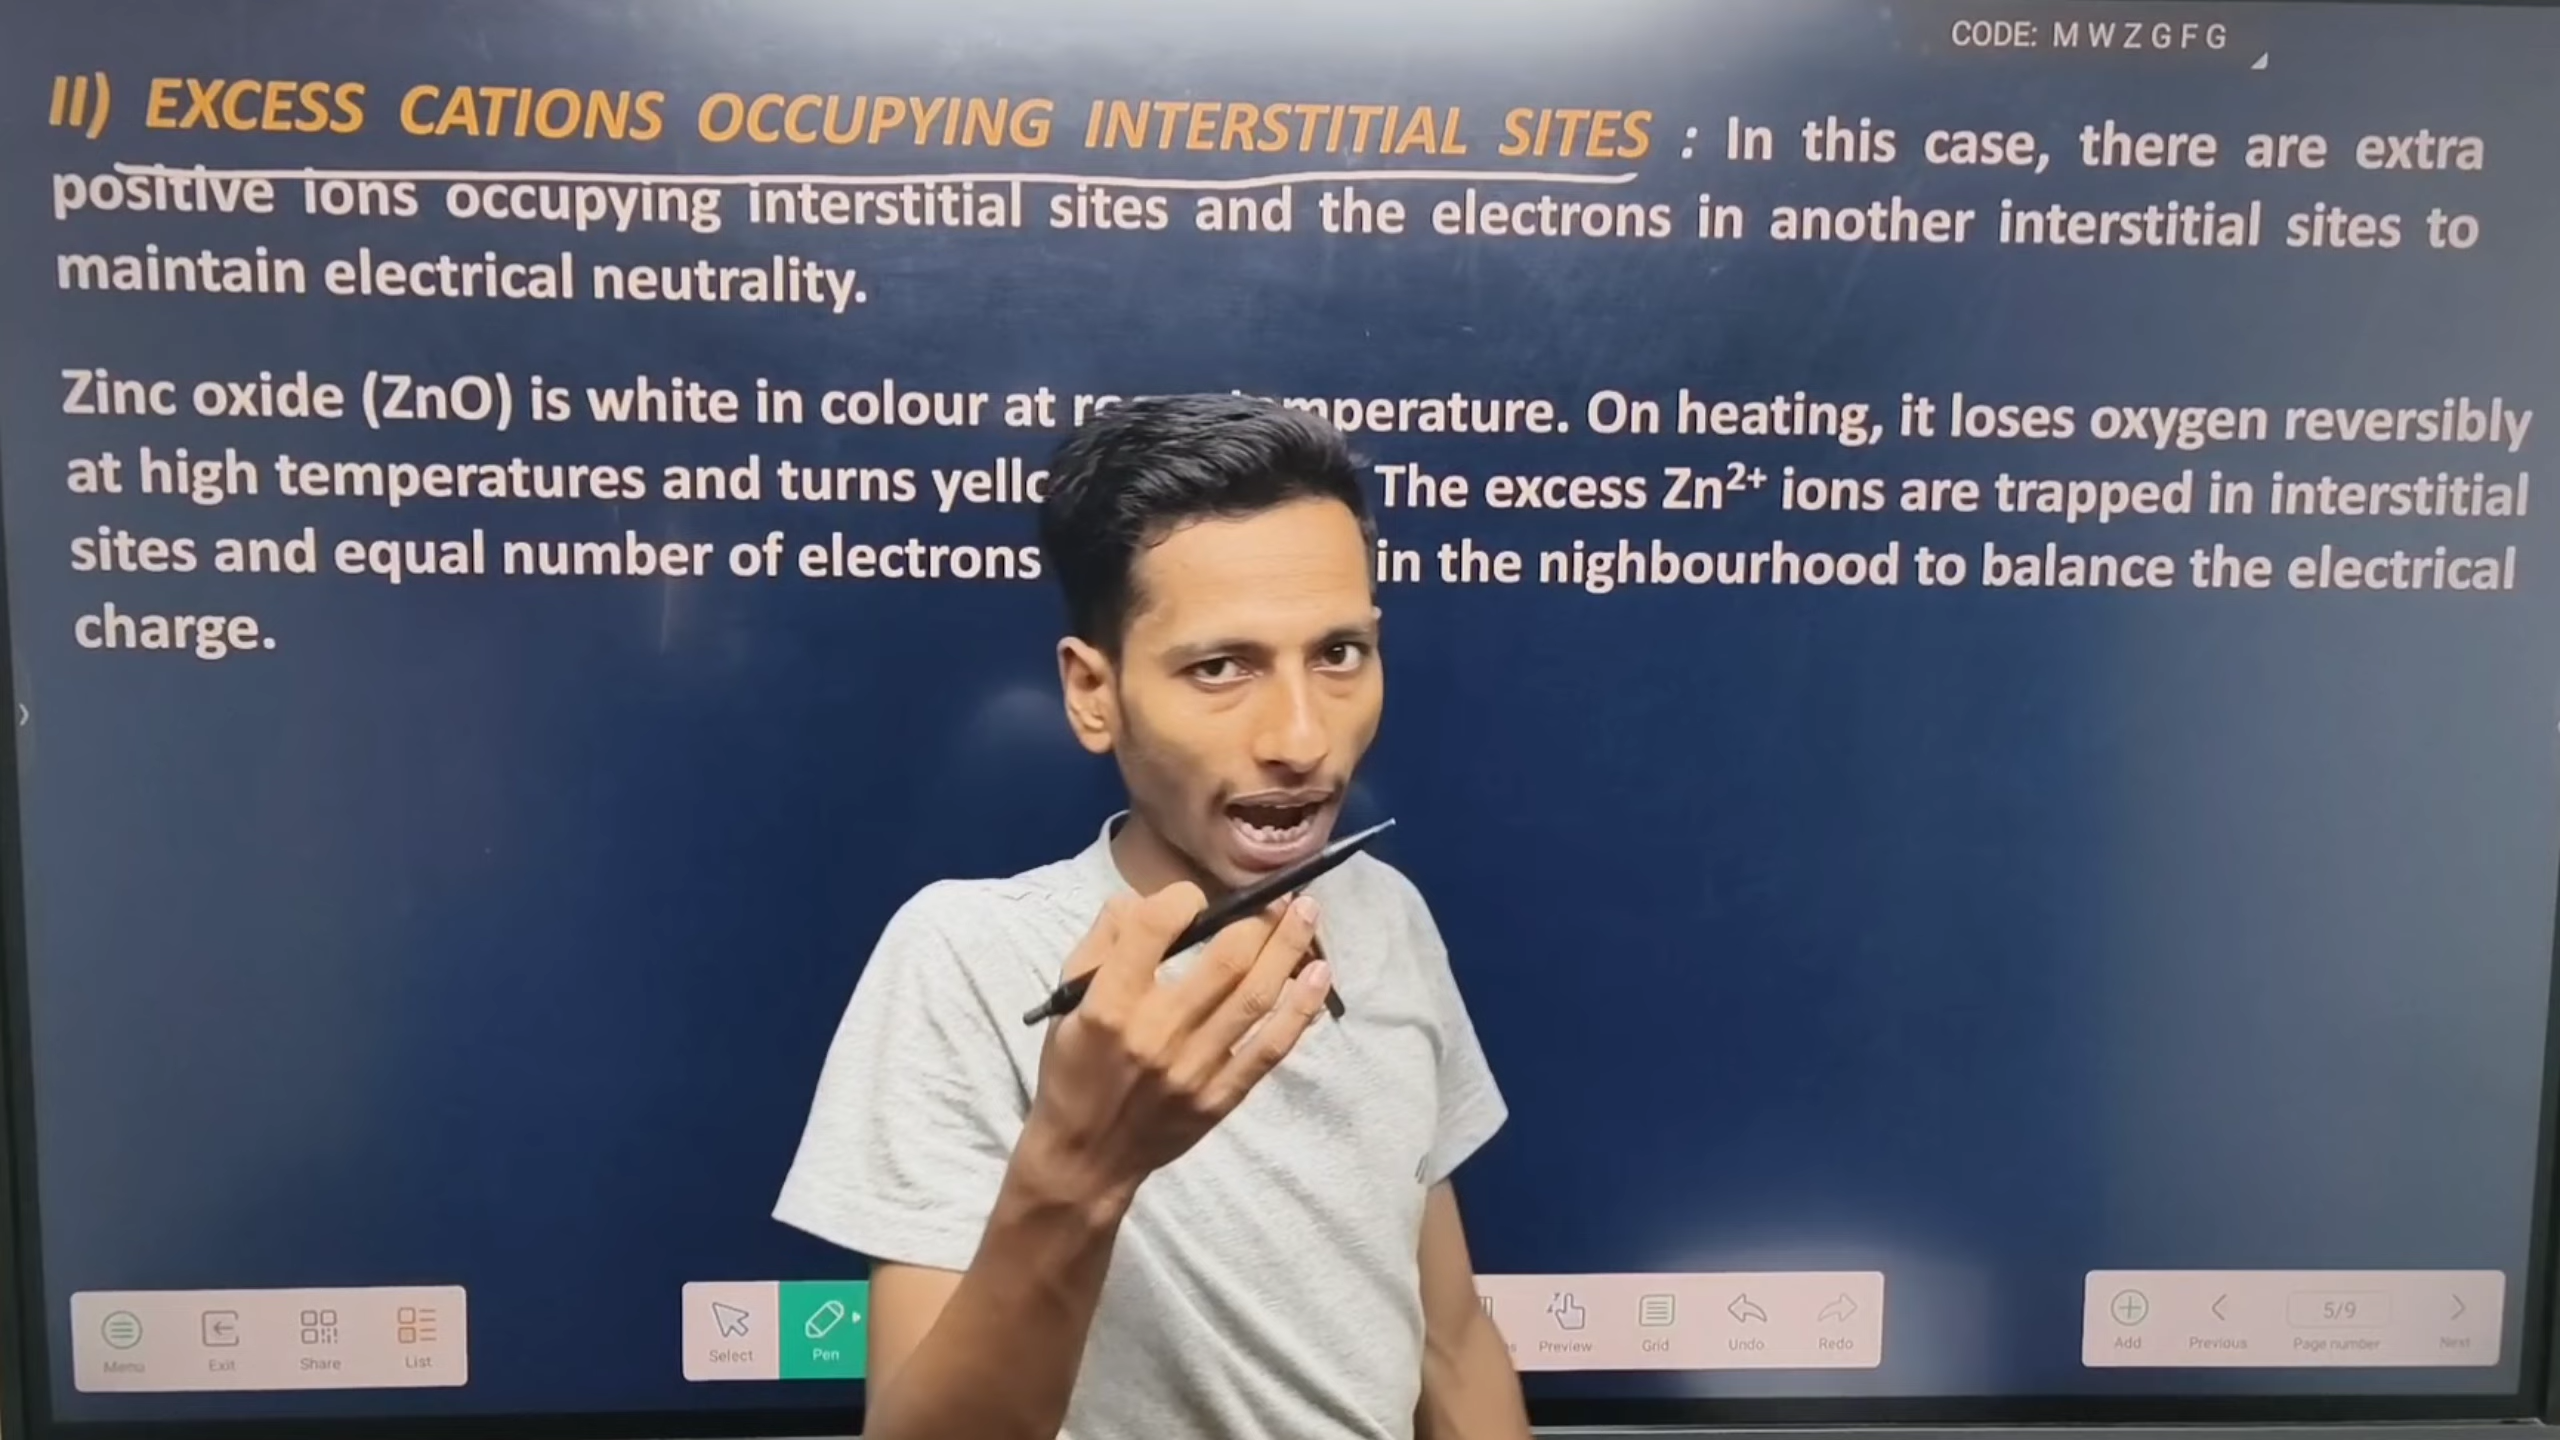 CODE: M W Z G F G
II) EXCESS CATIONS OCCUPYING INTERSTITIAL SITES : In this case, there are extra
positive ions occupying interstitial sites and the electrons in another interstitial sites to
maintain electrical neutrality.
Zinc oxide (ZnO) is white in colour at temperature. On heating, it loses oxygen reversibly
at high temperatures and turns The excess Zn²⁺ ions are trapped in interstitial
sites and equal number of electrons in the nighbourhood to balance the electrical
charge.
Menu Exit Share List
Select Pen Preview Grid Undo Redo
5/9
Add Previous Page number Next